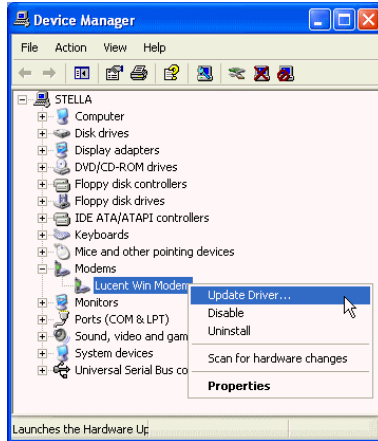 Device Manager
File Action View Help
STELLA
Computer
Disk drives
Display adapters
DVD/CD-ROM drives
Floppy disk controllers
Floppy disk drives
IDE ATA/ATAPI controllers
Keyboards
Mice and other pointing devices
Modems
Lucent Win Modem
Update Driver...
Monitors
Disable
Ports (COM & LPT)
Uninstall
Sound, video and gam
System devices
Scan for hardware changes
Universal Serial Bus co
Properties
Launches the Hardware Up